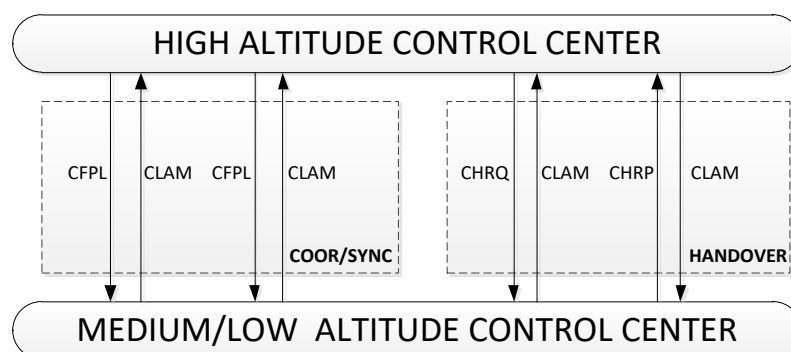 HIGH ALTITUDE CONTROL CENTER
CFPL CLAM CFPL CLAM CHRQ CLAM CHRP CLAM
COOR/SYNC HANDOVER
MEDIUM/LOW ALTITUDE CONTROL CENTER